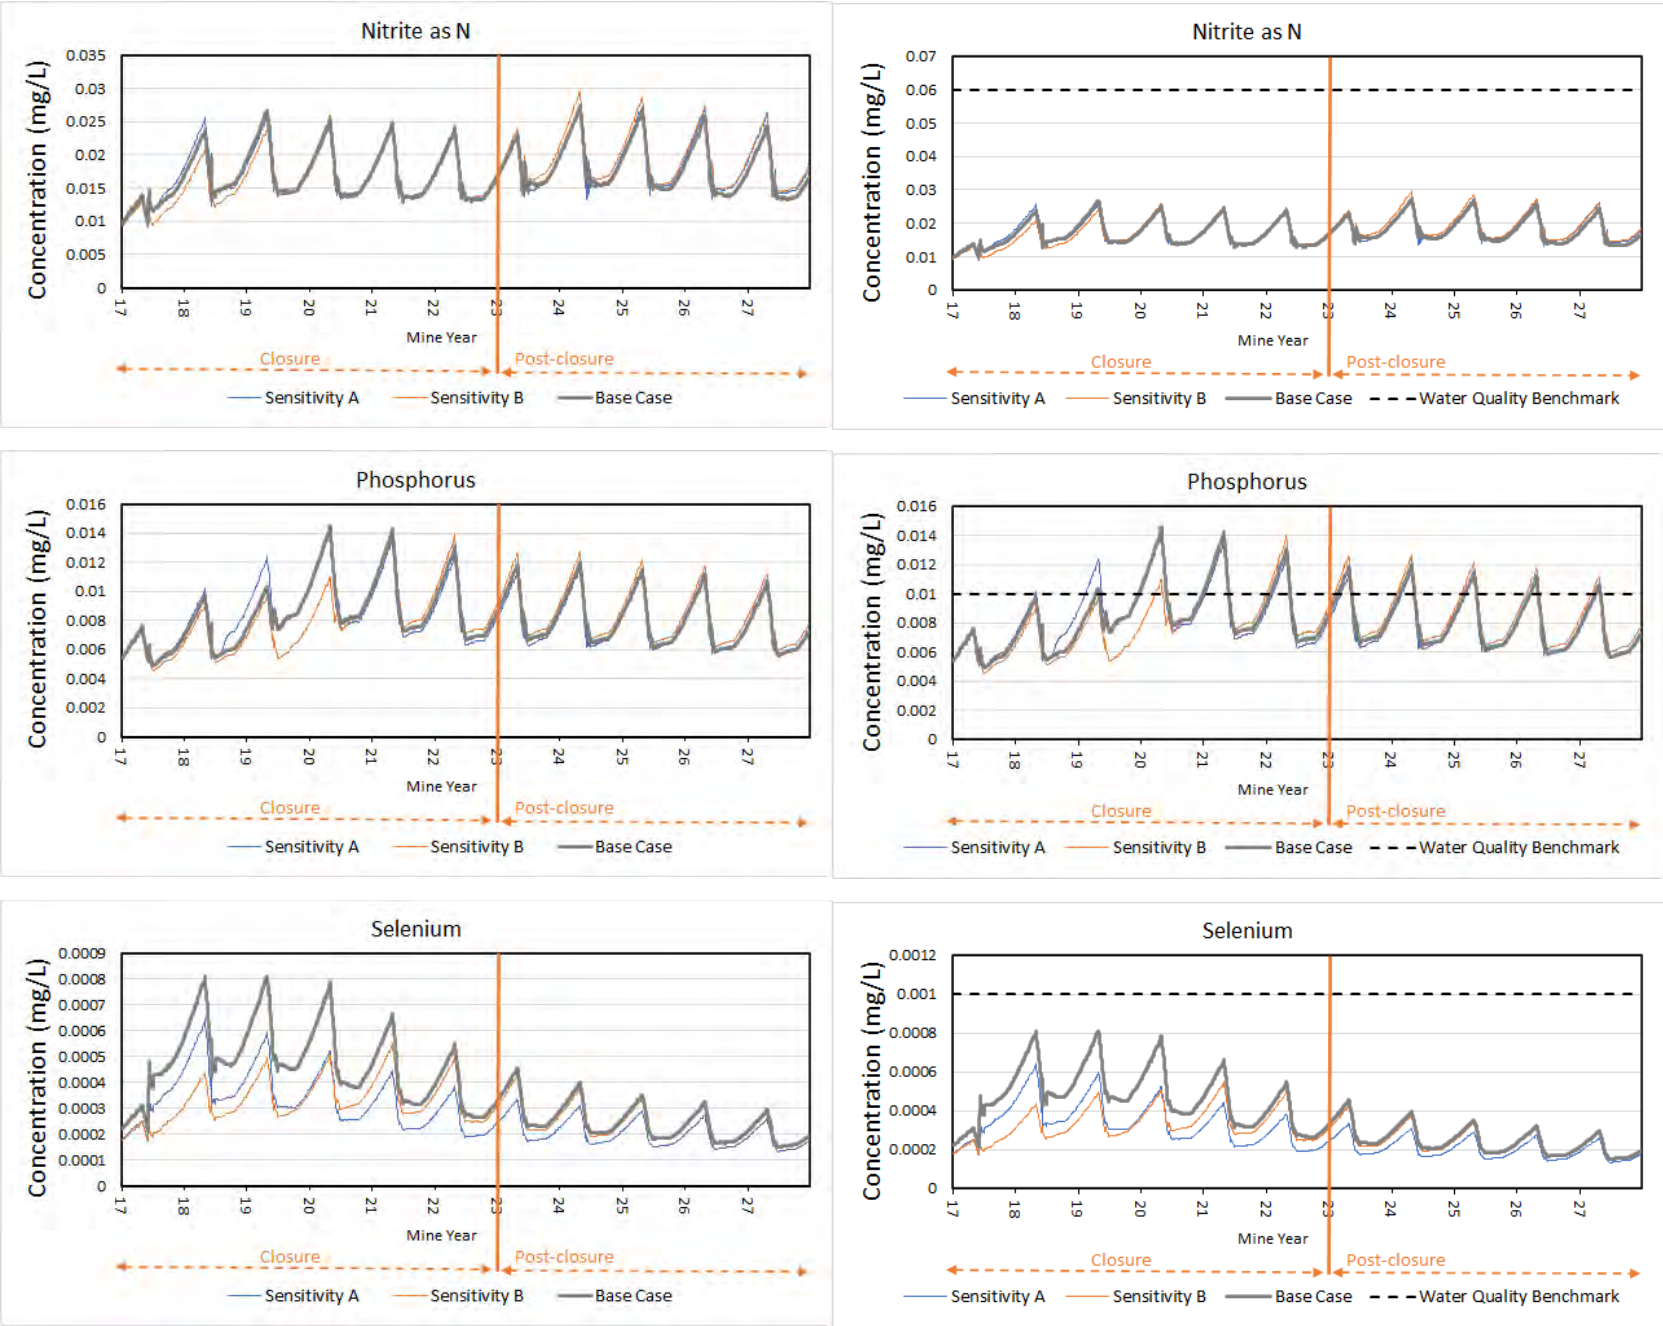 Nitrite as N
Concentration (mg/L)
0.035
0.03
0.025
0.02
0.015
0.01
0.005
0
17 18 19 20 21 22 23 24 25 26 27
Mine Year
Closure Post-closure
Sensitivity A Sensitivity B Base Case
Nitrite as N
Concentration (mg/L)
0.07
0.06
0.05
0.04
0.03
0.02
0.01
0
17 18 19 20 21 22 23 24 25 26 27
Mine Year
Closure Post-closure
Sensitivity A Sensitivity B Base Case Water Quality Benchmark
Phosphorus
Concentration (mg/L)
0.016
0.014
0.012
0.01
0.008
0.006
0.004
0.002
0
17 18 19 20 21 22 23 24 25 26 27
Mine Year
Closure Post-closure
Sensitivity A Sensitivity B Base Case
Phosphorus
Concentration (mg/L)
0.016
0.014
0.012
0.01
0.008
0.006
0.004
0.002
0
17 18 19 20 21 22 23 24 25 26 27
Mine Year
Closure Post-closure
Sensitivity A Sensitivity B Base Case Water Quality Benchmark
Selenium
Concentration (mg/L)
0.0009
0.0008
0.0007
0.0006
0.0005
0.0004
0.0003
0.0002
0.0001
0
17 18 19 20 21 22 23 24 25 26 27
Mine Year
Closure Post-closure
Sensitivity A Sensitivity B Base Case
Selenium
Concentration (mg/L)
0.0012
0.001
0.0008
0.0006
0.0004
0.0002
0
17 18 19 20 21 22 23 24 25 26 27
Mine Year
Closure Post-closure
Sensitivity A Sensitivity B Base Case Water Quality Benchmark